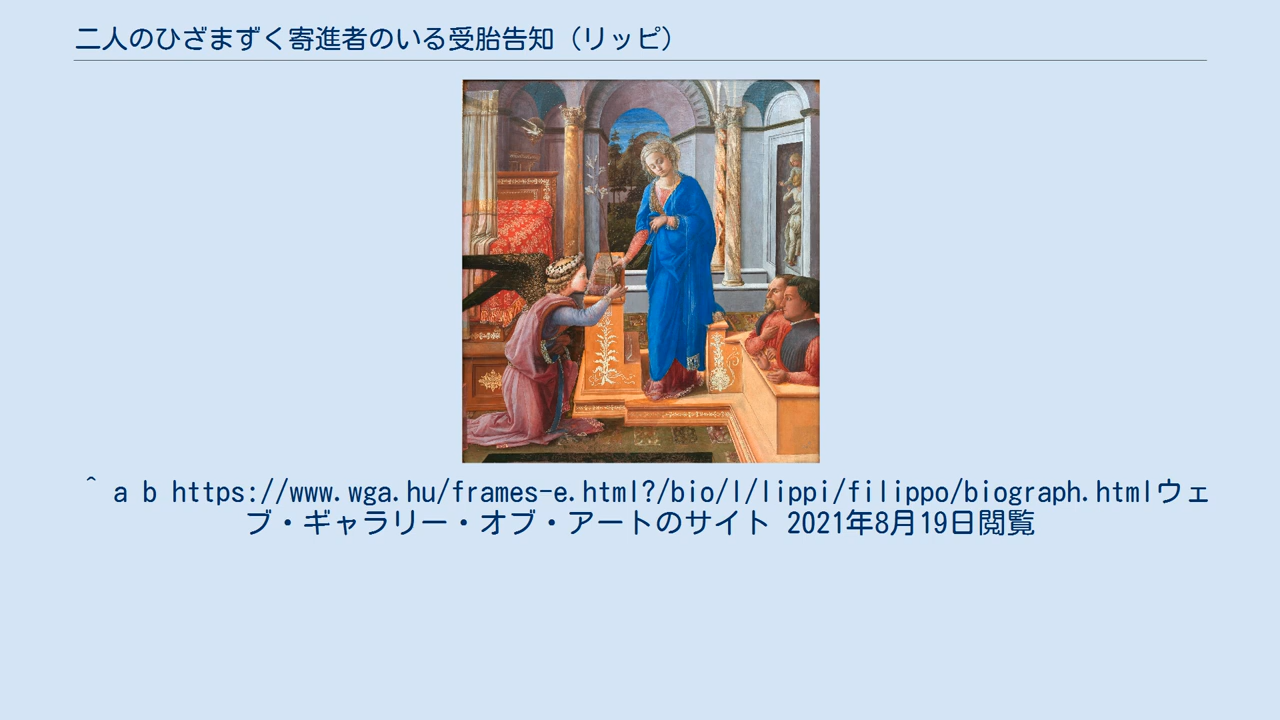 二人のひざまずく寄進者のいる受胎告知（リッピ）
^ a b https://www.wga.hu/frames-e.html?/bio/l/lippi/filippo/biograph.htmlウェ
ブ・ギャラリー・オブ・アートのサイト 2021年8月19日閲覧